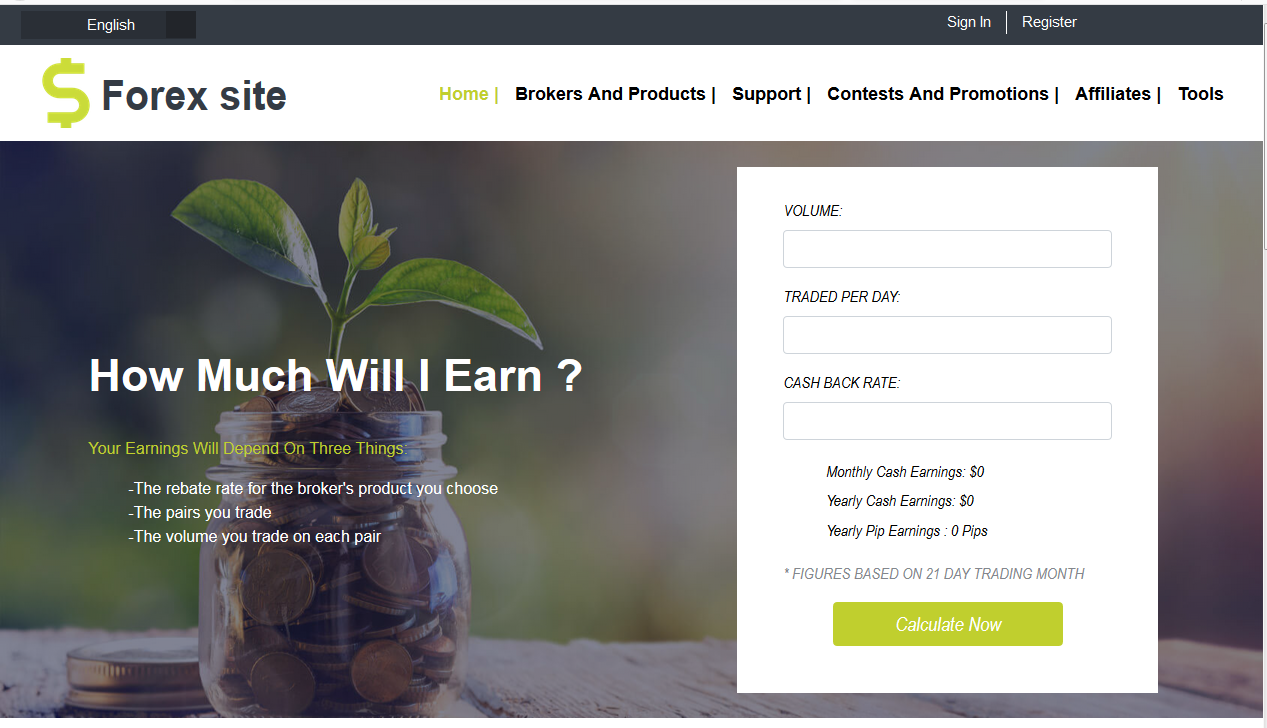 English
Sign In
Register
$ Forex site
Home | Brokers And Products | Support | Contests And Promotions | Affiliates | Tools
How Much Will I Earn ?
Your Earnings Will Depend On Three Things:
-The rebate rate for the broker's product you choose
-The pairs you trade
-The volume you trade on each pair
VOLUME:
TRADED PER DAY:
CASH BACK RATE:
Monthly Cash Earnings: $0
Yearly Cash Earnings: $0
Yearly Pip Earnings : 0 Pips
* FIGURES BASED ON 21 DAY TRADING MONTH
Calculate Now